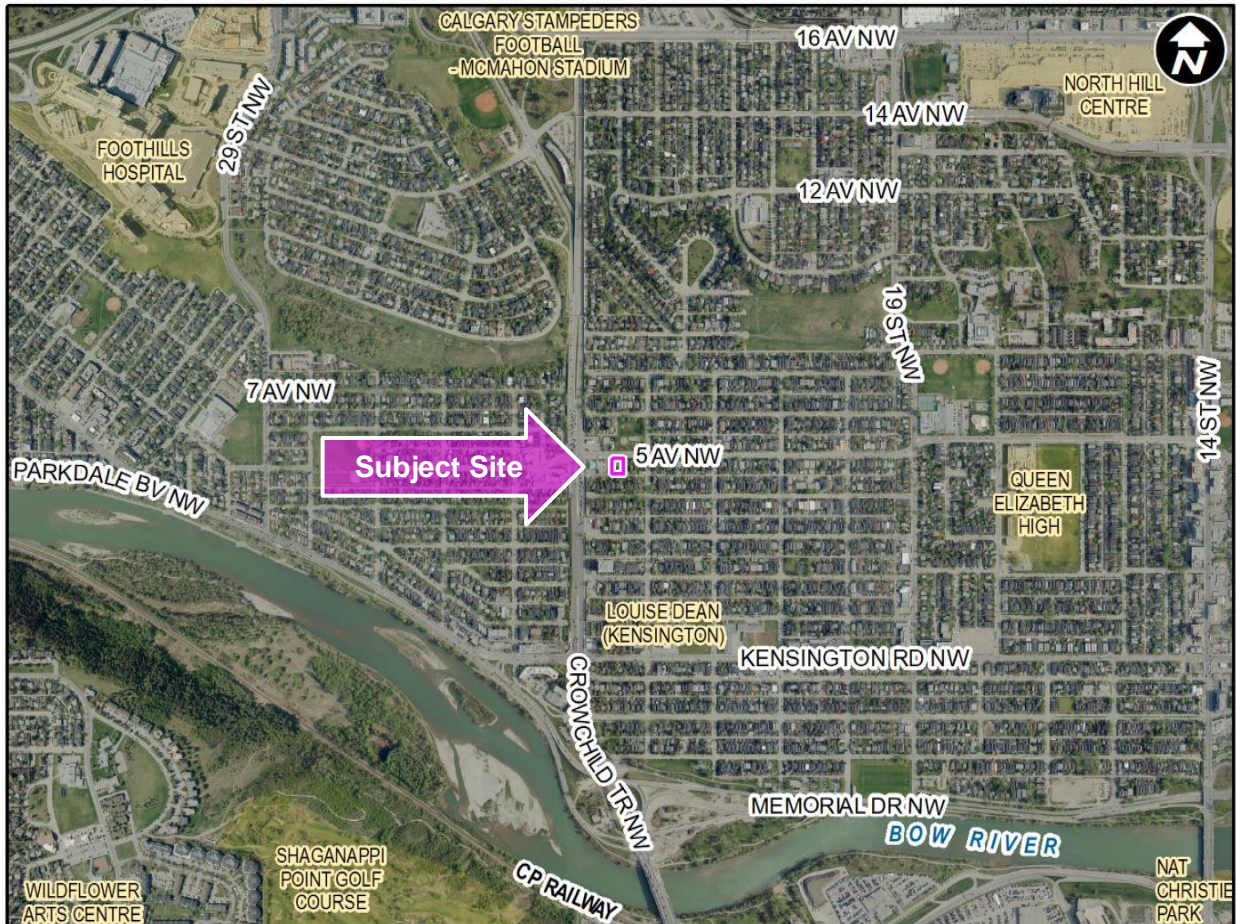 CALGARY STAMPEDERS
FOOTBALL
- MCMAHON STADIUM
16 AV NW
N
NORTH HILL
CENTRE
14 AV NW
29 ST NW
FOOTHILLS
HOSPITAL
12 AV NW
19 ST NW
7 AV NW
14 ST NW
Subject Site
5 AV NW
PARKDALE BV NW
QUEEN
ELIZABETH
HIGH
LOUISE DEAN
(KENSINGTON)
KENSINGTON RD NW
CROWCHILD TR NW
MEMORIAL DR NW
BOW RIVER
SHAGANAPPI
POINT GOLF
COURSE
CP RAILWAY
WILDFLOWER
ARTS CENTRE
NAT
CHRISTIE
PARK